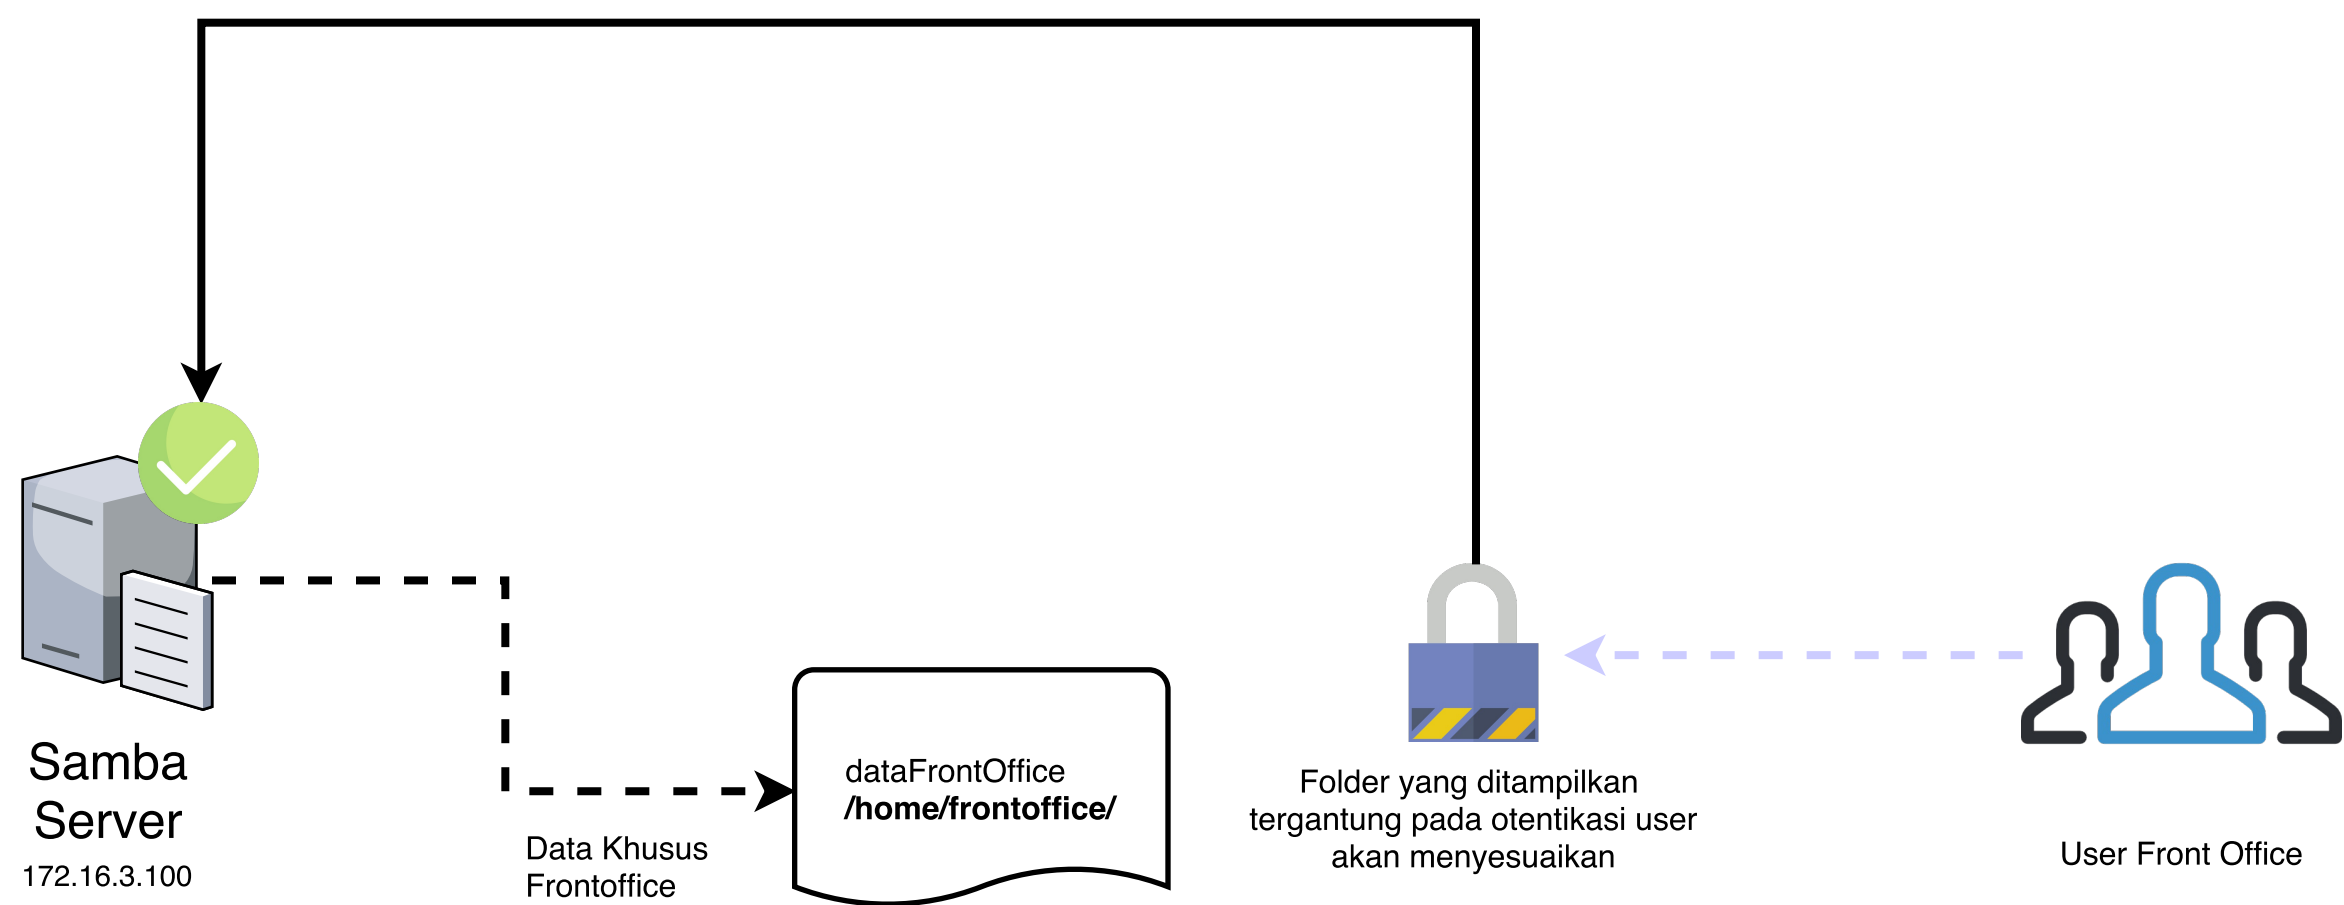 Samba
Server
172.16.3.100
Data Khusus
Frontoffice
dataFrontOffice
/home/frontoffice/
Folder yang ditampilkan
tergantung pada otentikasi user
akan menyesuaikan
User Front Office